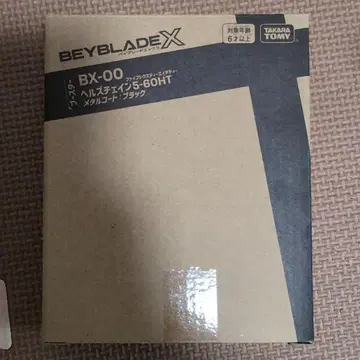 BEYBLADE X
ベイブレードエックス
対象年齢
6才以上
TAKARA
TOMY
ブースター
BX-00
ヘルズチェイン5-60HT
メタルコート:ブラック